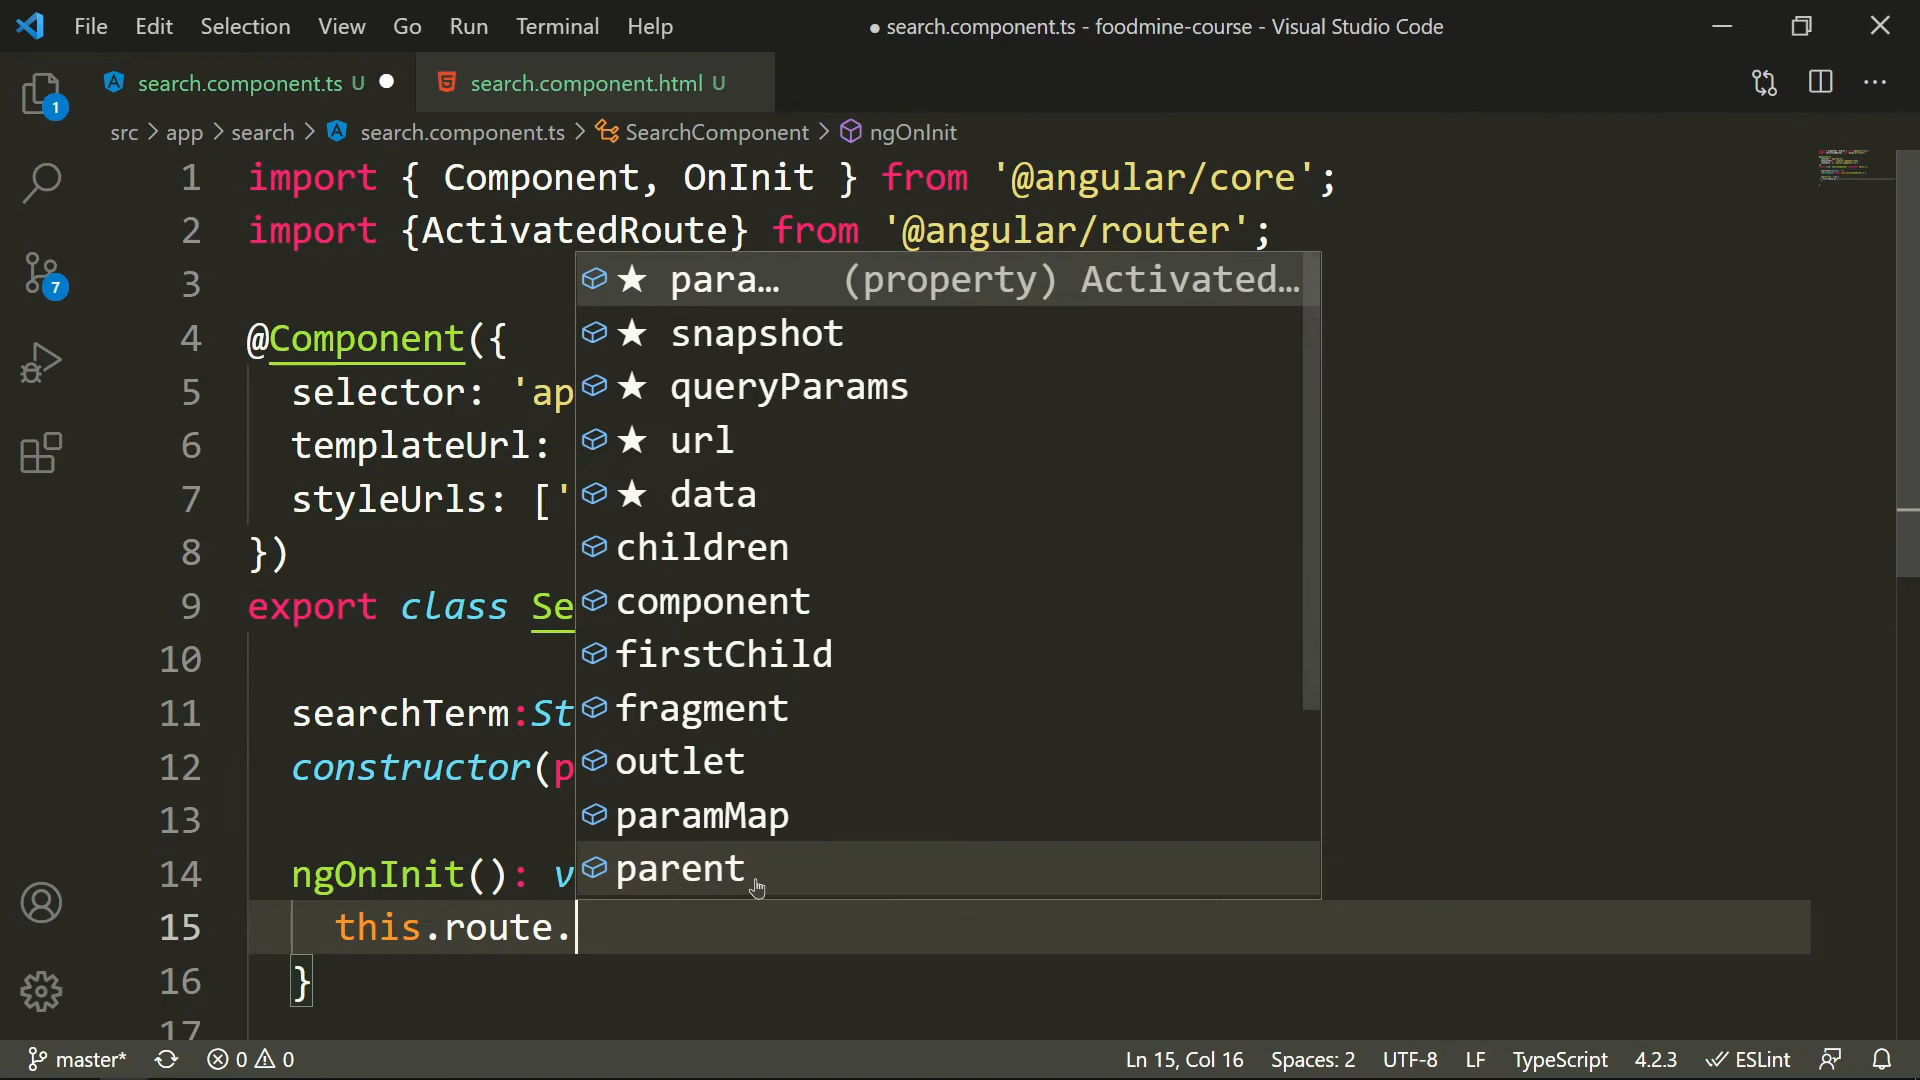 File Edit Selection View Go Run Terminal Help
● search.component.ts - foodmine-course - Visual Studio Code
search.component.ts U ●
search.component.html U
src > app > search > search.component.ts > SearchComponent > ngOnInit
1
7
1 import { Component, OnInit } from '@angular/core';
2 import {ActivatedRoute} from '@angular/router';
3
4 @Component({
5 selector: 'ap
6 templateUrl:
7 styleUrls: ['
8 })
9 export class Se
10
11 searchTerm:St
12 constructor(p
13
14 ngOnInit(): v
15 this.route.
16 }
17
★ para… (property) Activated…
★ snapshot
★ queryParams
★ url
★ data
children
component
firstChild
fragment
outlet
paramMap
parent
master* 0 0
Ln 15, Col 16 Spaces: 2 UTF-8 LF TypeScript 4.2.3 ESLint